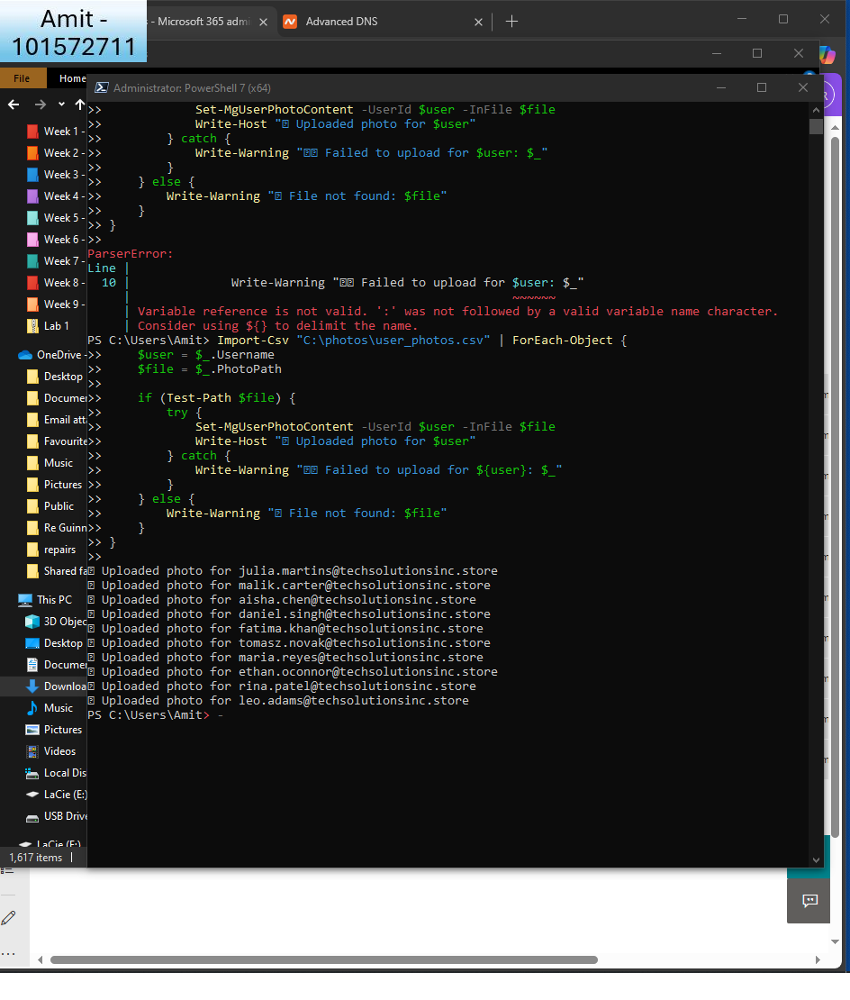 Amit -
101572711
s - Microsoft 365 admi
Advanced DNS
File
Home
Administrator: PowerShell 7 (x64)
Week 1 -
Week 2 -
Week 3 -
Week 4 -
Week 5 -
Week 6 -
Week 7 -
Week 8 -
Week 9 -
Lab 1
OneDrive -
Desktop
Documen
Email att
Favourite
Music
Pictures
Public
Re Guinn
repairs
Shared fa
This PC
3D Objec
Desktop
Documen
Downloa
Music
Pictures
Videos
Local Dis
LaCie (E:)
USB Drive
LaCie (E:)
1,617 items
>>             Set-MgUserPhotoContent -UserId $user -InFile $file
>>             Write-Host "� Uploaded photo for $user"
>>         } catch {
>>             Write-Warning "�� Failed to upload for $user: $_"
>>         }
>>     } else {
>>         Write-Warning "� File not found: $file"
>>     }
>> }
>>
ParserError:
Line |
  10 |              Write-Warning "�� Failed to upload for $user: $_"
     |                                                     ~~~~~~
     | Variable reference is not valid. ':' was not followed by a valid variable name character.
     | Consider using ${} to delimit the name.
PS C:\Users\Amit> Import-Csv "C:\photos\user_photos.csv" | ForEach-Object {
>>     $user = $_.Username
>>     $file = $_.PhotoPath
>>
>>     if (Test-Path $file) {
>>         try {
>>             Set-MgUserPhotoContent -UserId $user -InFile $file
>>             Write-Host "� Uploaded photo for $user"
>>         } catch {
>>             Write-Warning "�� Failed to upload for ${user}: $_"
>>         }
>>     } else {
>>         Write-Warning "� File not found: $file"
>>     }
>> }
>>
� Uploaded photo for julia.martins@techsolutionsinc.store
� Uploaded photo for malik.carter@techsolutionsinc.store
� Uploaded photo for aisha.chen@techsolutionsinc.store
� Uploaded photo for daniel.singh@techsolutionsinc.store
� Uploaded photo for fatima.khan@techsolutionsinc.store
� Uploaded photo for tomasz.novak@techsolutionsinc.store
� Uploaded photo for maria.reyes@techsolutionsinc.store
� Uploaded photo for ethan.oconnor@techsolutionsinc.store
� Uploaded photo for rina.patel@techsolutionsinc.store
� Uploaded photo for leo.adams@techsolutionsinc.store
PS C:\Users\Amit> -